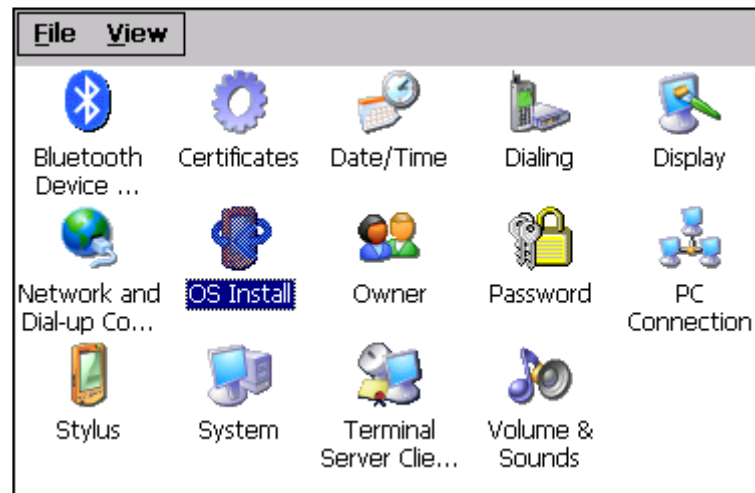 File View
Bluetooth Certificates Date/Time Dialing Display
Device ...
Network and OS Install Owner Password PC
Dial-up Co... Connection
Stylus System Terminal Volume &
Server Clie... Sounds